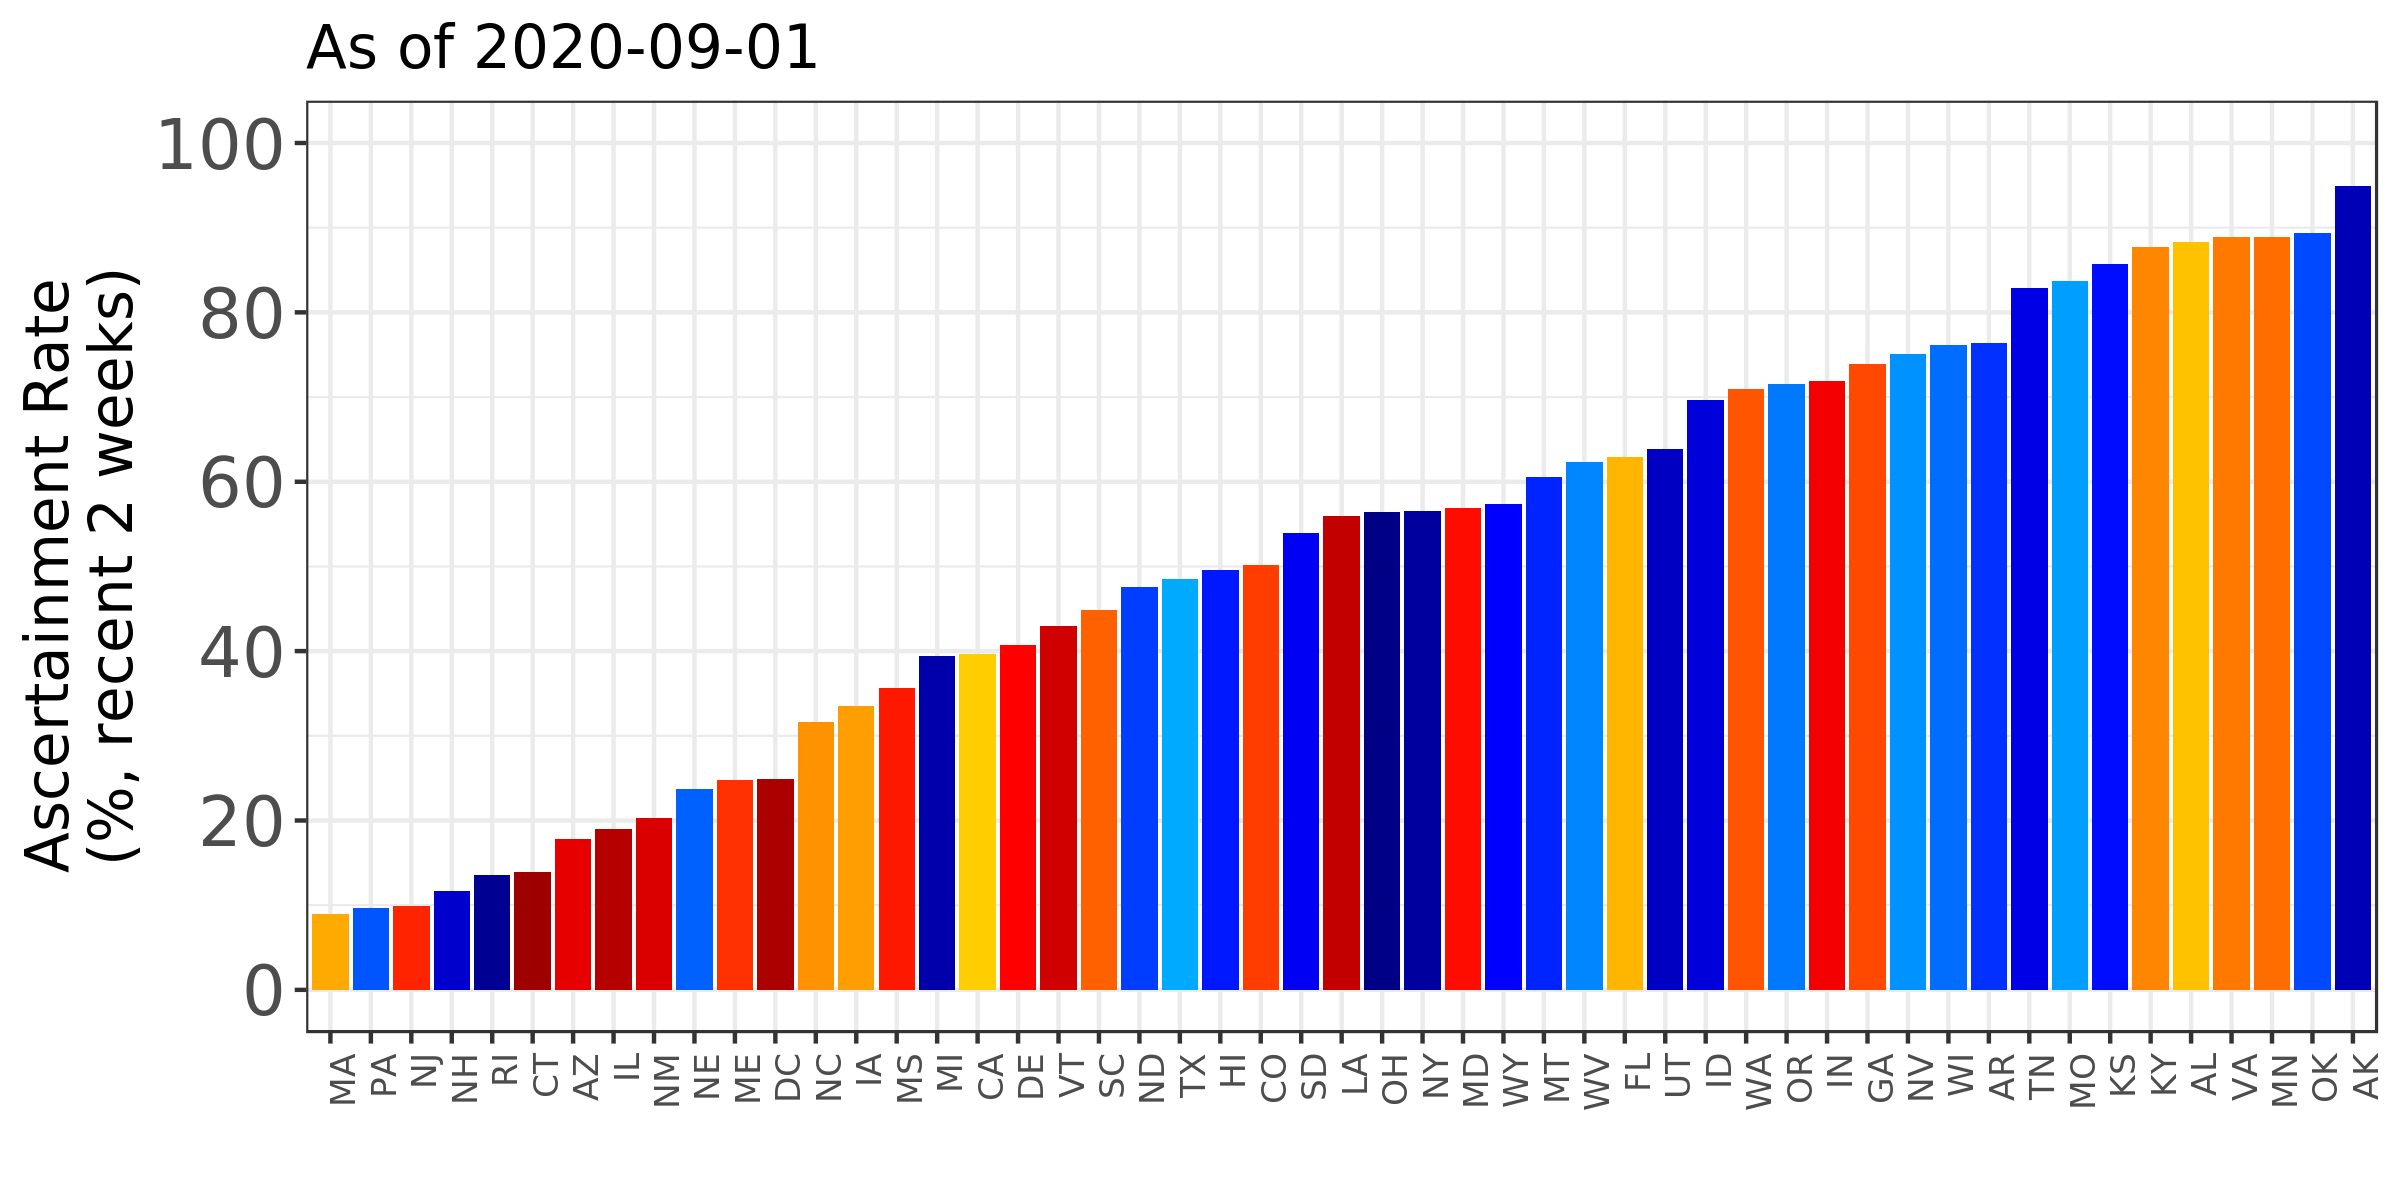 As of 2020-09-01
Ascertainment Rate
(%, recent 2 weeks)
100
80
60
40
20
0
MA PA NJ NH RI CT AZ IL NM NE ME DC NC IA MS MI CA DE VT SC ND TX HI CO SD LA OH NY MD WY MT WV FL UT ID WA OR IN GA NV WI AR TN MO KS KY AL VA MN OK AK